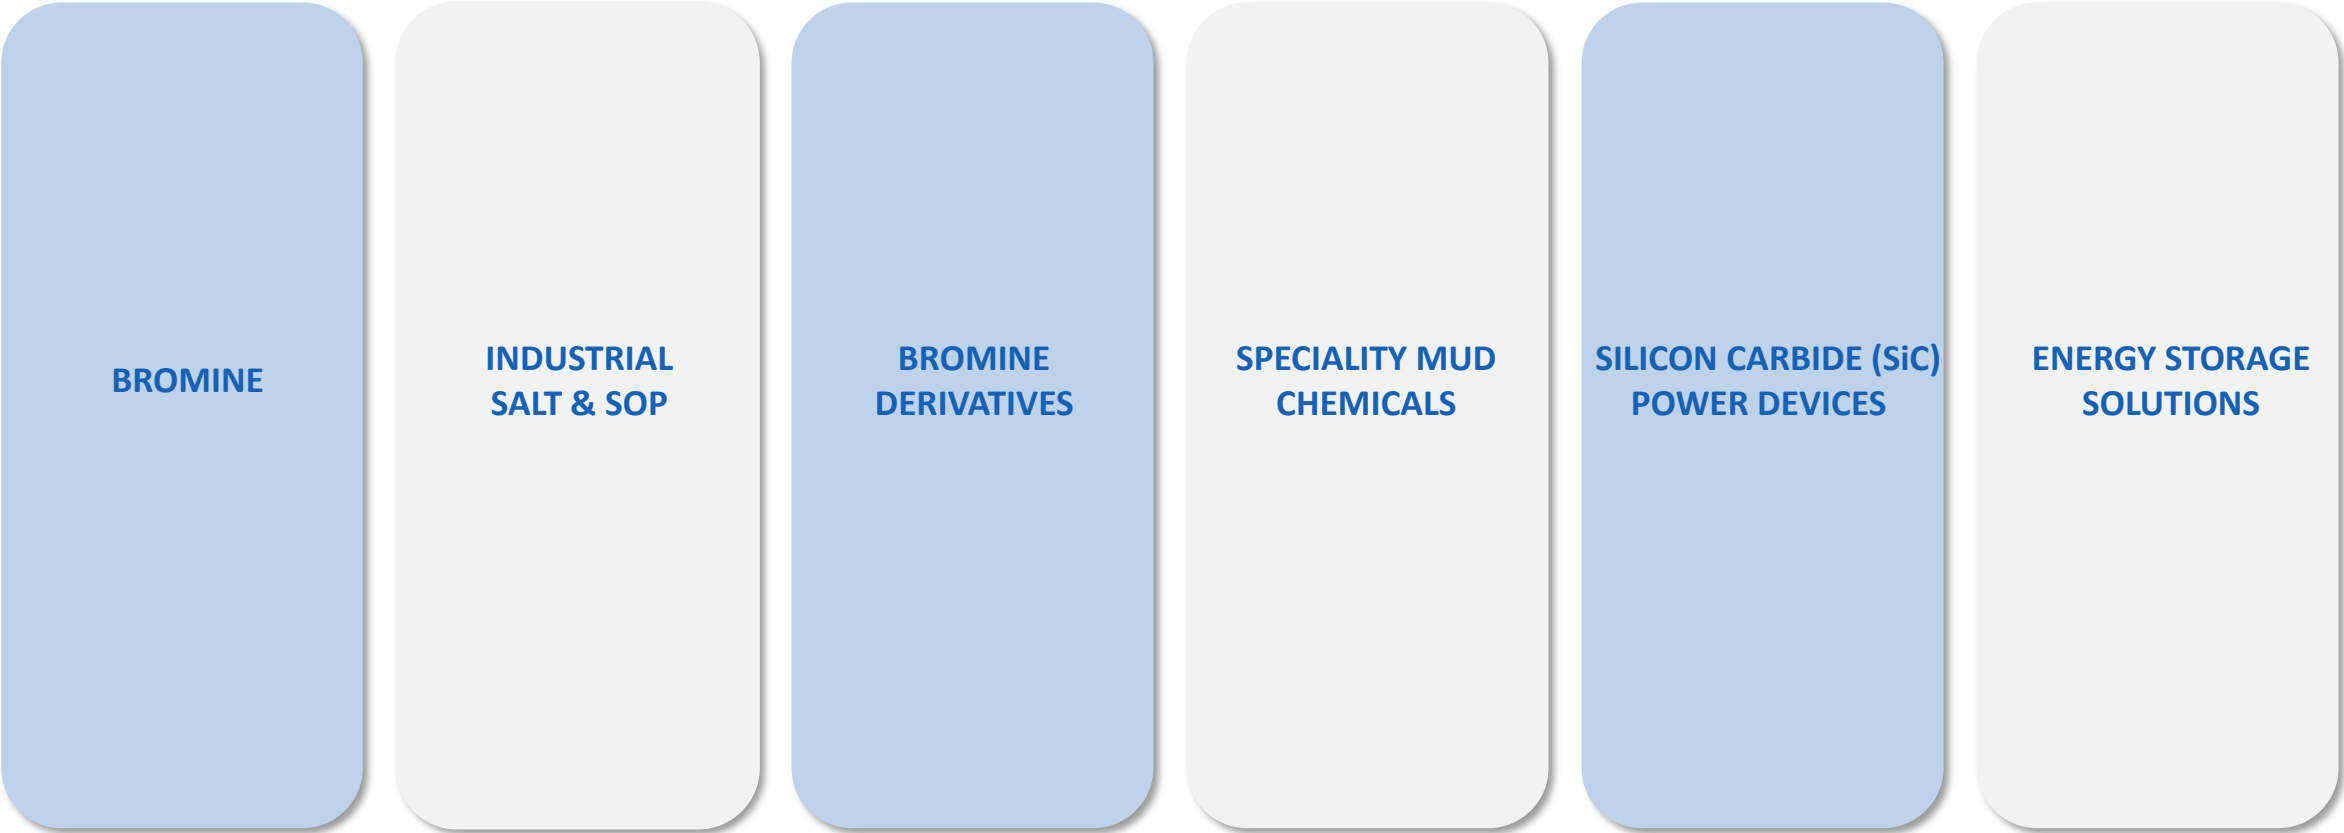 BROMINE
INDUSTRIAL
SALT & SOP
BROMINE
DERIVATIVES
SPECIALITY MUD
CHEMICALS
SILICON CARBIDE (SiC)
POWER DEVICES
ENERGY STORAGE
SOLUTIONS